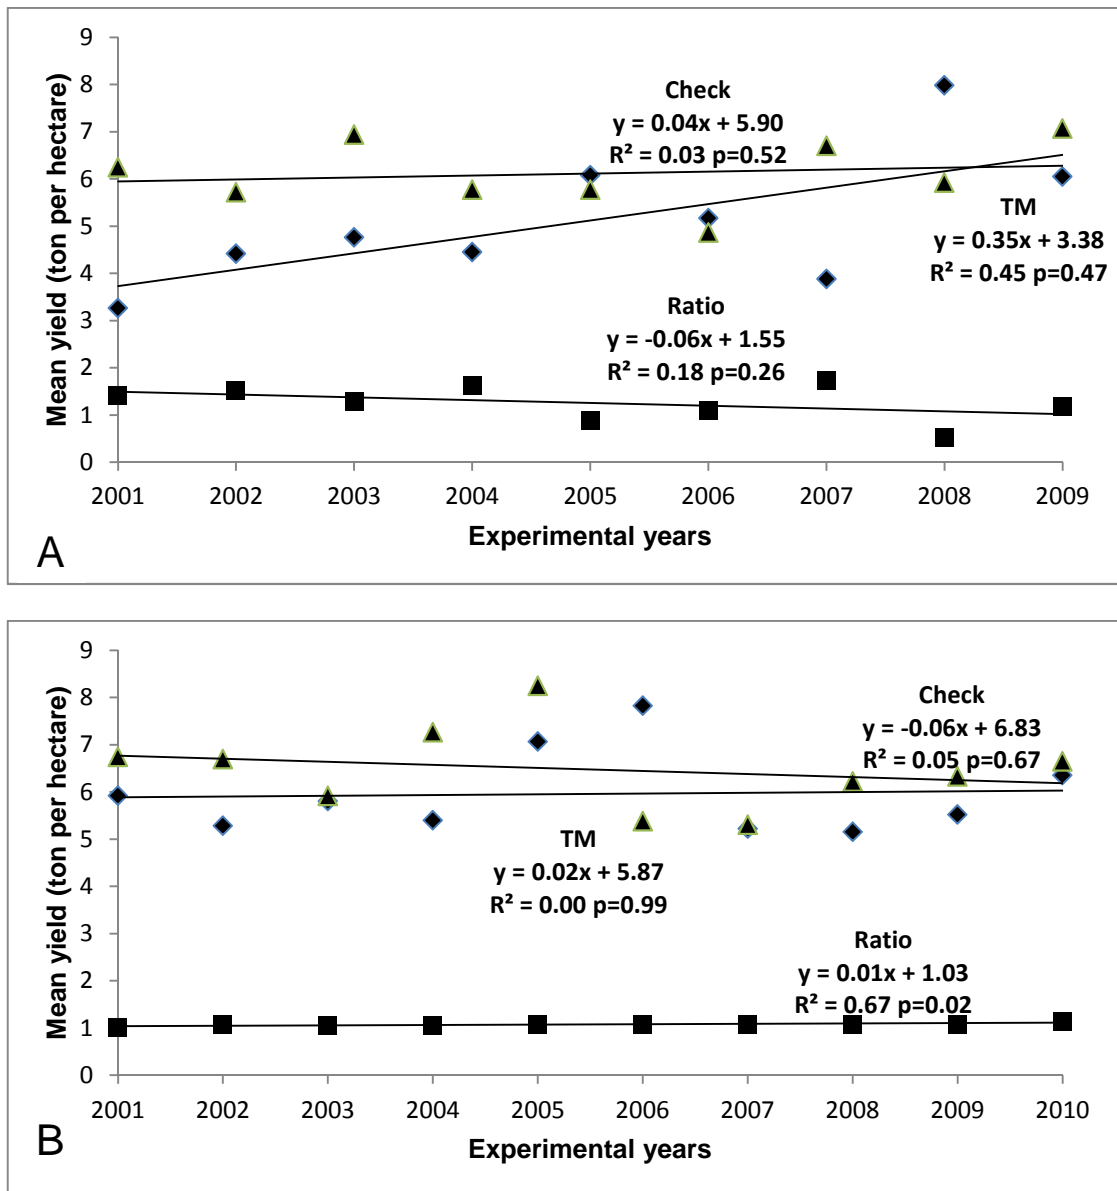 9
8
7
6
5
4
3
2
1
0
Mean yield (ton per hectare)
Check
y = 0.04x + 5.90
R² = 0.03 p=0.52
TM
y = 0.35x + 3.38
R² = 0.45 p=0.47
Ratio
y = -0.06x + 1.55
R² = 0.18 p=0.26
2001 2002 2003 2004 2005 2006 2007 2008 2009
Experimental years
A
9
8
7
6
5
4
3
2
1
0
Mean yield (ton per hectare)
Check
y = -0.06x + 6.83
R² = 0.05 p=0.67
TM
y = 0.02x + 5.87
R² = 0.00 p=0.99
Ratio
y = 0.01x + 1.03
R² = 0.67 p=0.02
2001 2002 2003 2004 2005 2006 2007 2008 2009 2010
Experimental years
B